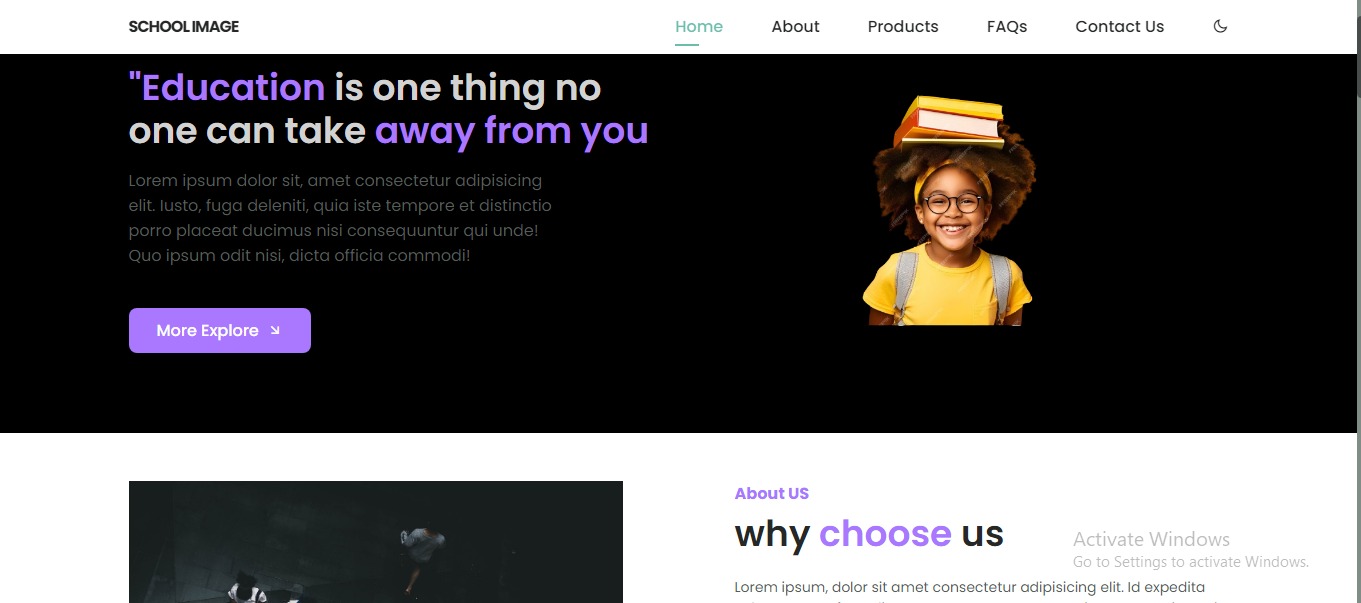 SCHOOL IMAGE
Home
About
Products
FAQs
Contact Us
"Education is one thing no
one can take away from you
Lorem ipsum dolor sit, amet consectetur adipisicing
elit. Iusto, fuga deleniti, quia iste tempore et distinctio
porro placeat ducimus nisi consequuntur qui unde!
Quo ipsum odit nisi, dicta officia commodi!
More Explore
About US
why choose us
Activate Windows
Go to Settings to activate Windows.
Lorem ipsum, dolor sit amet consectetur adipisicing elit. Id expedita